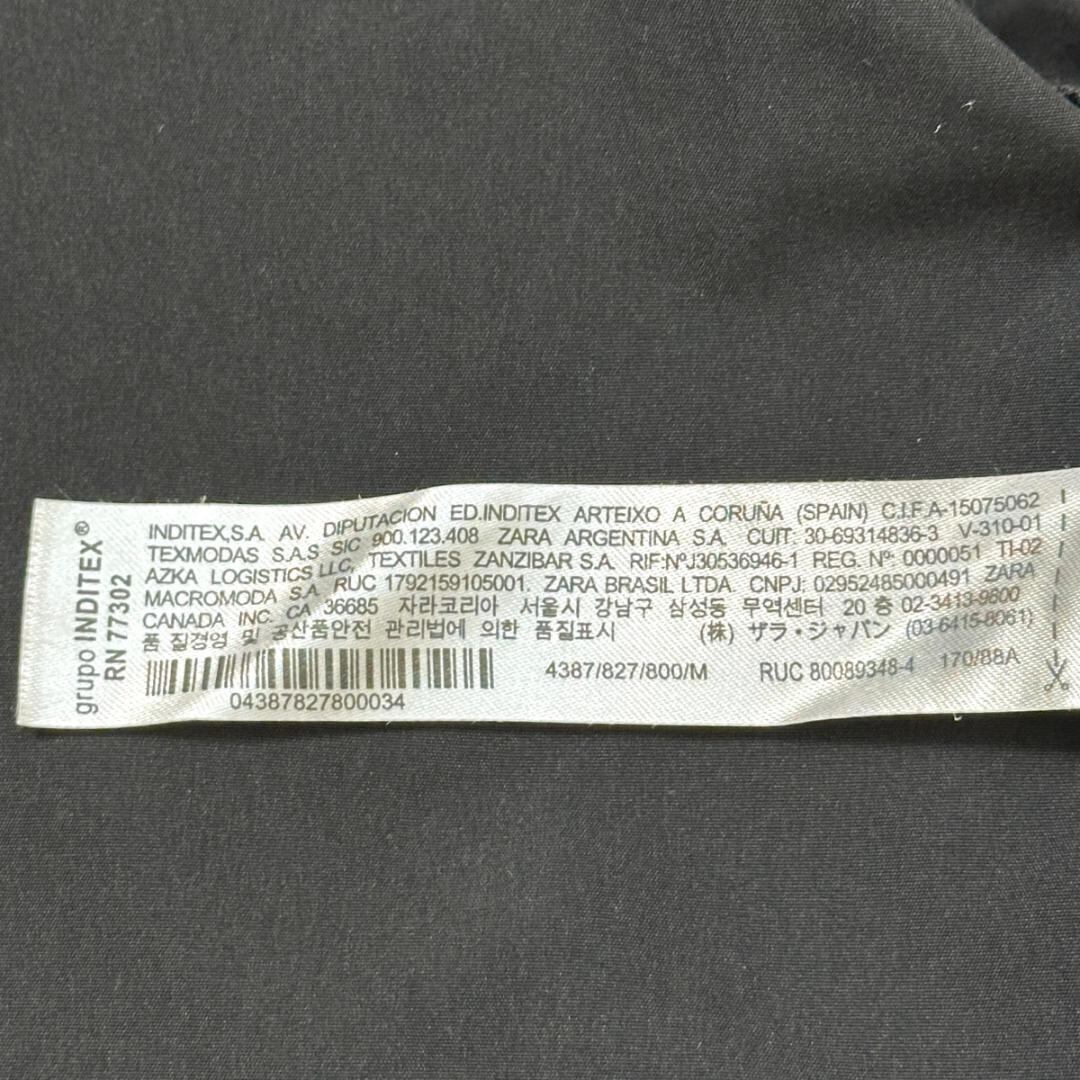 grupo INDITEX®
RN 77302
INDITEX,S.A. AV. DIPUTACION ED.INDITEX ARTEIXO A CORUÑA (SPAIN) C.I.F A-15075062
TEXMODAS S.A.S SIC 900.123.408 ZARA ARGENTINA S.A. CUIT: 30-69314836-3 V-310-01
AZKA LOGISTICS LLC, TEXTILES ZANZIBAR S.A. RIF:NºJ30536946-1 REG. Nº: 0000051 TI-02
MACROMODA S.A. RUC 1792159105001. ZARA BRASIL LTDA. CNPJ: 02952485000491 ZARA
CANADA INC. CA 36685 자라코리아 서울시 강남구 삼성동 무역센터 20 층 02-3413-9800
품 질경영 및 공산품안전 관리법에 의한 품질표시 (株) ザラ・ジャパン (03-6415-8061)
4387/827/800/M RUC 80089348-4 170/88A
04387827800034